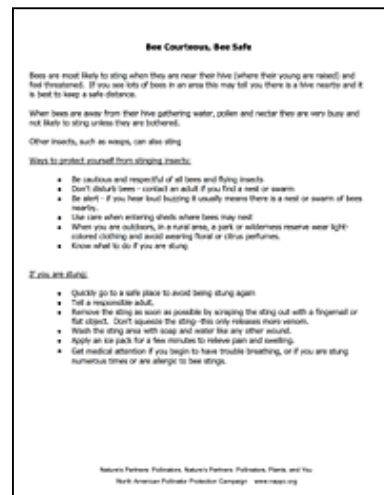 Bee Courteous, Bee Safe
Bees are most likely to sting when they are near their hive (where their young are raised) and
feel threatened. If you see lots of bees in an area this may tell you there is a hive nearby and it
is best to keep a safe distance.
When bees are away from their hive gathering water, pollen and nectar they are very busy and
not likely to sting unless they are bothered.
Other insects, such as wasps, can also sting
Ways to protect yourself from stinging insects:
• Be cautious and respectful of all bees and flying insects
• Don't disturb bees - contact an adult if you find a nest or swarm
• Be alert - if you hear loud buzzing it usually means there is a nest or swarm of bees
nearby.
• Use care when entering sheds where bees may nest
• When you are outdoors, in a rural area, a park or wilderness reserve wear light-
colored clothing and avoid wearing floral or citrus perfumes.
• Know what to do if you are stung
If you are stung:
• Quickly go to a safe place to avoid being stung again
• Tell a responsible adult.
• Remove the sting as soon as possible by scraping the sting out with a fingernail or
flat object. Don't squeeze the sting--this only releases more venom.
• Wash the sting area with soap and water like any other wound.
• Apply an ice pack for a few minutes to relieve pain and swelling.
• Get medical attention if you begin to have trouble breathing, or if you are stung
numerous times or are allergic to bee stings.
Nature's Partners: Pollinators, Nature's Partners: Pollinators, Plants, and You
North American Pollinator Protection Campaign www.nappc.org